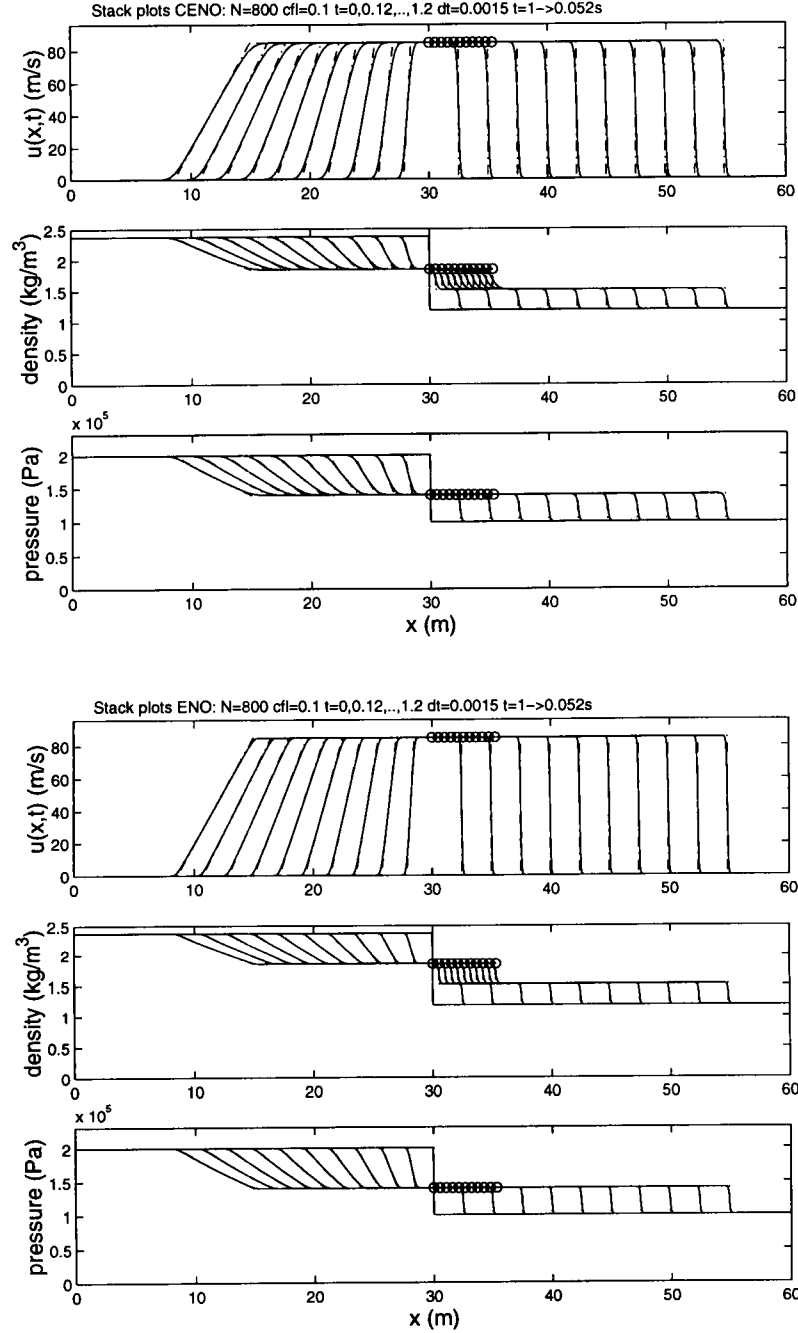 Stack plots CENO: N=800 cfl=0.1 t=0,0.12,..,1.2 dt=0.0015 t=1->0.052s
u(x,t) (m/s)
80
60
40
20
0
0 10 20 30 40 50 60
density (kg/m³)
2.5
2
1.5
1
0.5
0
0 10 20 30 40 50 60
x 10⁵
pressure (Pa)
2
1.5
1
0.5
0
0 10 20 30 40 50 60
x (m)
Stack plots ENO: N=800 cfl=0.1 t=0,0.12,..,1.2 dt=0.0015 t=1->0.052s
u(x,t) (m/s)
80
60
40
20
0
0 10 20 30 40 50 60
density (kg/m³)
2.5
2
1.5
1
0.5
0
0 10 20 30 40 50 60
x 10⁵
pressure (Pa)
2
1.5
1
0.5
0
0 10 20 30 40 50 60
x (m)